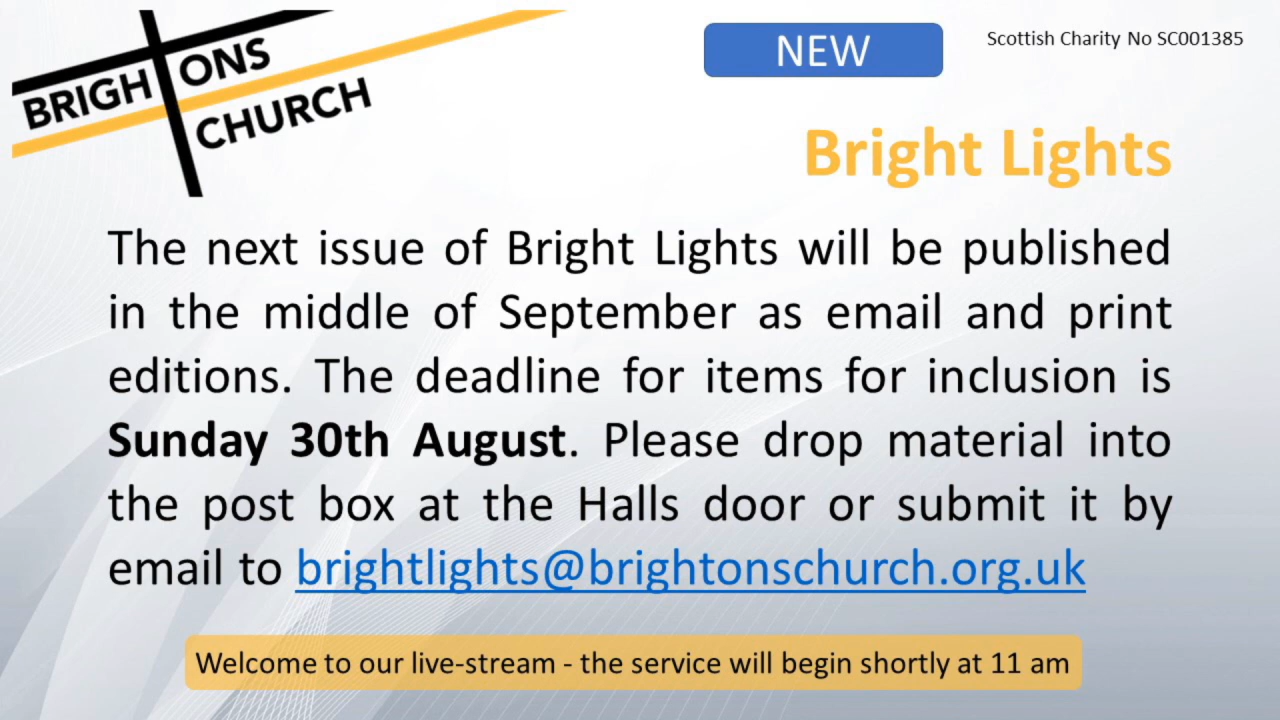 BRIGHTONS
CHURCH
NEW
Scottish Charity No SC001385
Bright Lights
The next issue of Bright Lights will be published
in the middle of September as email and print
editions. The deadline for items for inclusion is
Sunday 30th August. Please drop material into
the post box at the Halls door or submit it by
email to brightlights@brightonschurch.org.uk
Welcome to our live-stream - the service will begin shortly at 11 am